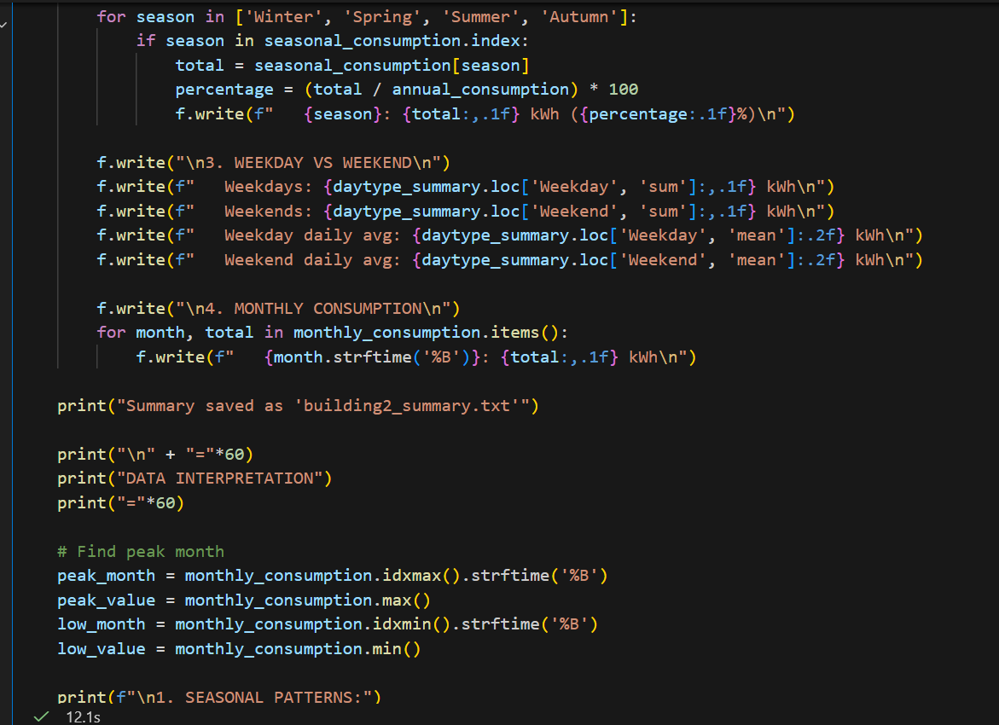 for season in ['Winter', 'Spring', 'Summer', 'Autumn']:
if season in seasonal_consumption.index:
total = seasonal_consumption[season]
percentage = (total / annual_consumption) * 100
f.write(f"   {season}: {total:,.1f} kWh ({percentage:.1f}%)\n")
f.write("\n3. WEEKDAY VS WEEKEND\n")
f.write(f"   Weekdays: {daytype_summary.loc['Weekday', 'sum']:,.1f} kWh\n")
f.write(f"   Weekends: {daytype_summary.loc['Weekend', 'sum']:,.1f} kWh\n")
f.write(f"   Weekday daily avg: {daytype_summary.loc['Weekday', 'mean']:.2f} kWh\n")
f.write(f"   Weekend daily avg: {daytype_summary.loc['Weekend', 'mean']:.2f} kWh\n")
f.write("\n4. MONTHLY CONSUMPTION\n")
for month, total in monthly_consumption.items():
f.write(f"   {month.strftime('%B')}: {total:,.1f} kWh\n")
print("Summary saved as 'building2_summary.txt'")
print("\n" + "="*60)
print("DATA INTERPRETATION")
print("="*60)
# Find peak month
peak_month = monthly_consumption.idxmax().strftime('%B')
peak_value = monthly_consumption.max()
low_month = monthly_consumption.idxmin().strftime('%B')
low_value = monthly_consumption.min()
print(f"\n1. SEASONAL PATTERNS:")
12.1s